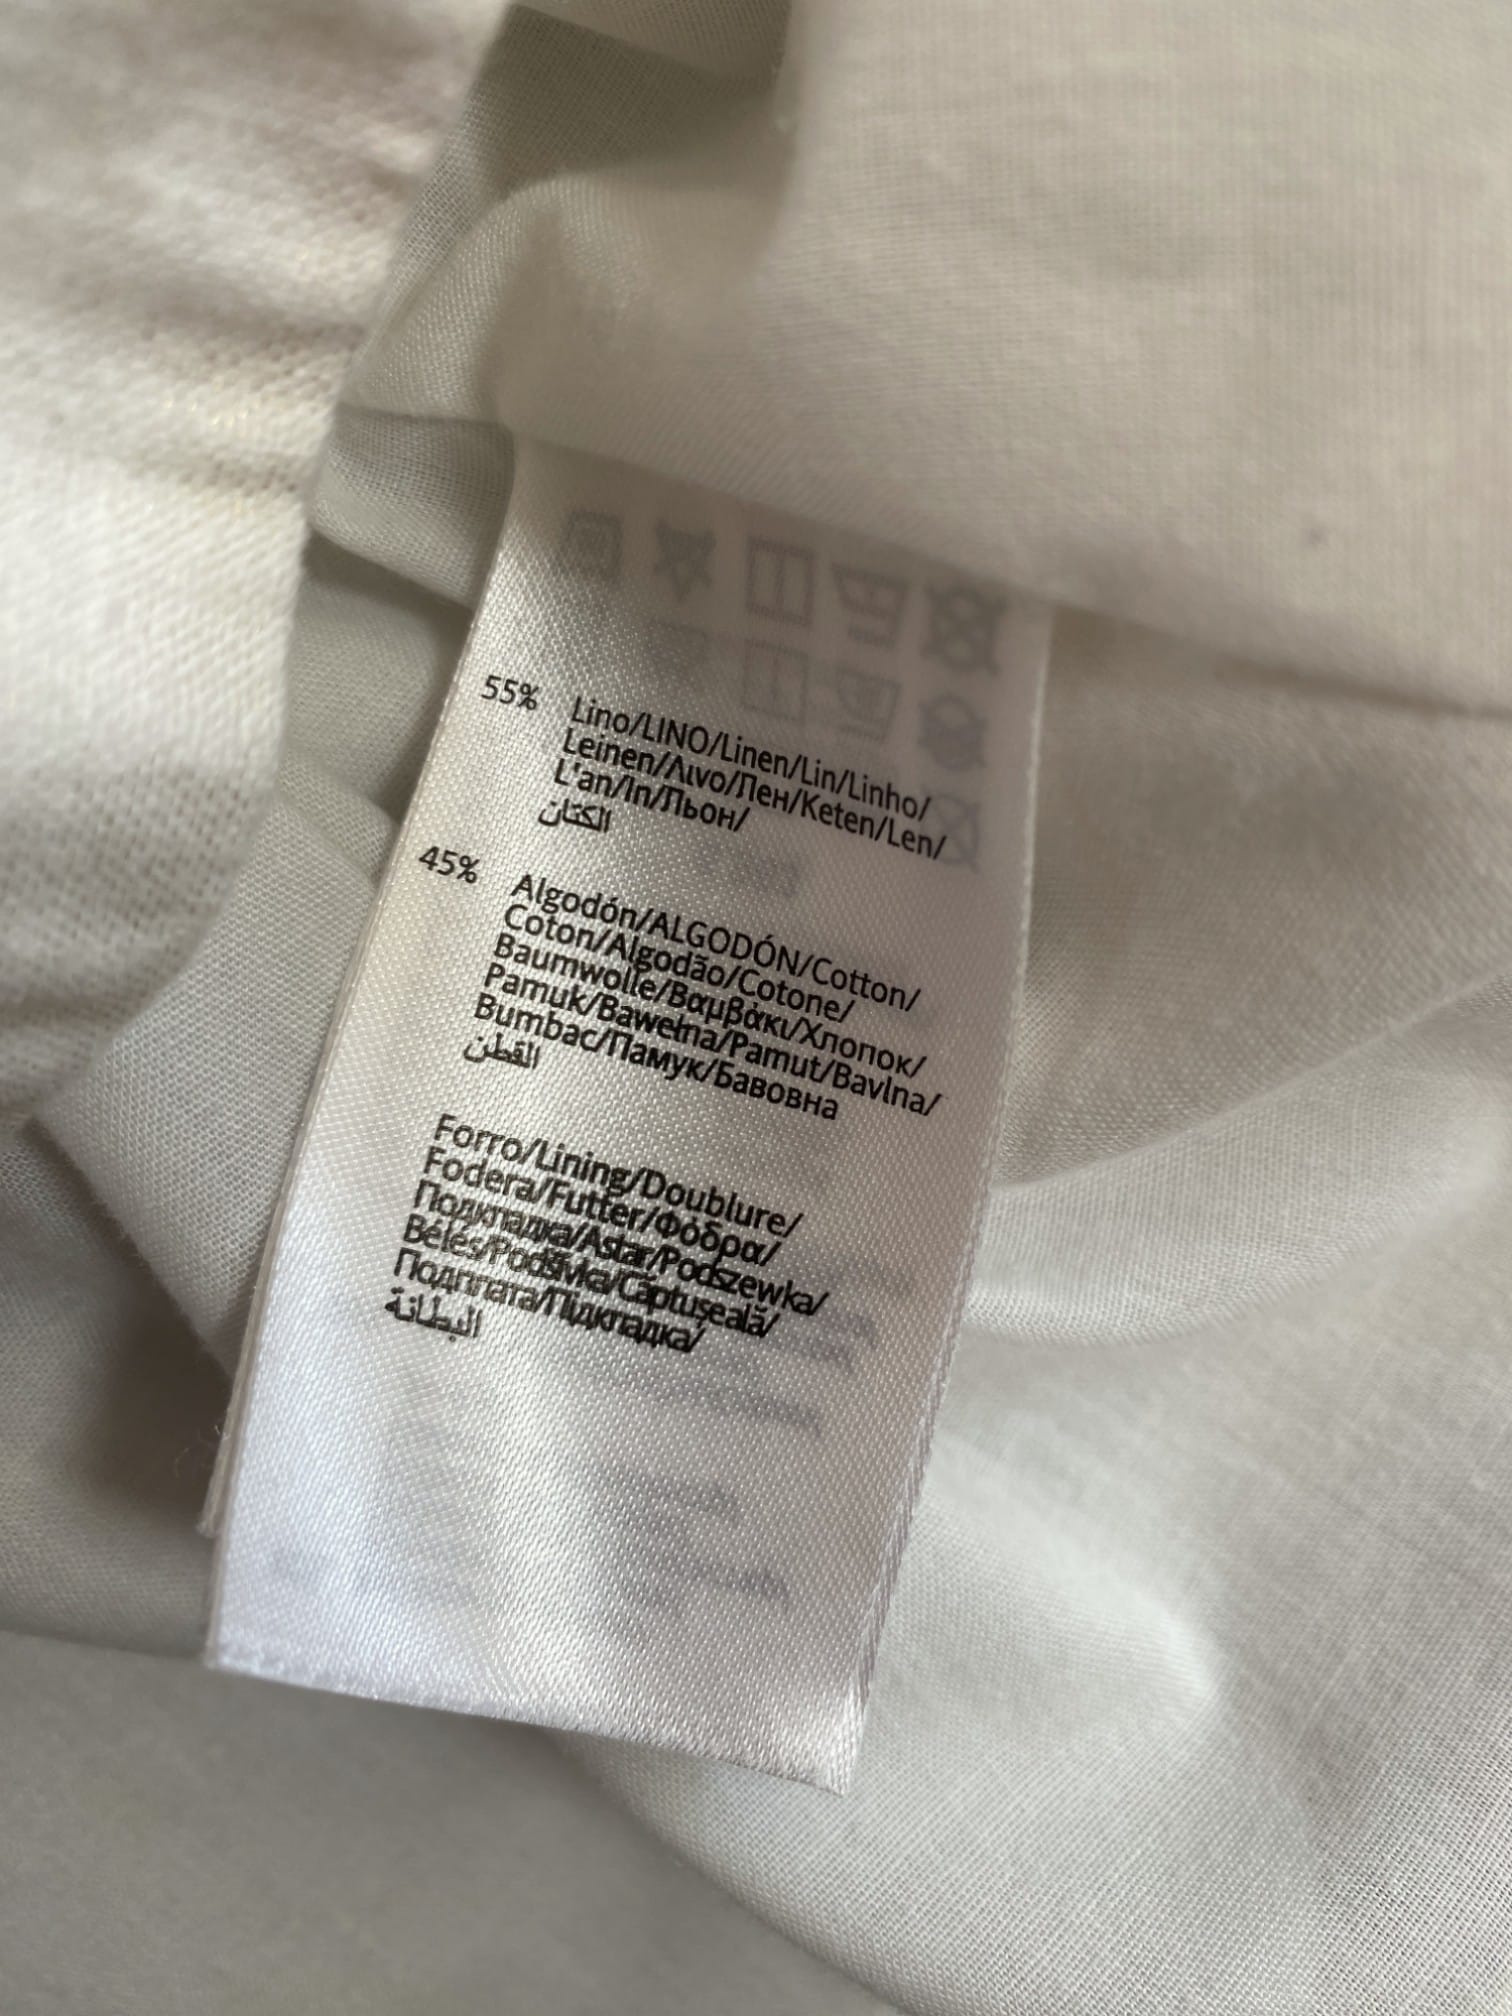 55% Lino/LINO/Linen/Lin/Linho/
Leinen/Λινο/Лен/Keten/Len/
L'an/In/Льон/
الكتان
45% Algodón/ALGODÓN/Cotton/
Coton/Algodão/Cotone/
Baumwolle/Βαμβάκι/Хлопок/
Pamuk/Bawełna/Pamut/Bavlna/
Bumbac/Памук/Бавовна
القطن
Forro/Lining/Doublure/
Fodera/Futter/Φόδρα/
Подкладка/Astar/Podszewka/
Bélés/Podšívka/Căptușeală/
Подплата/Підкладка/
البطانة